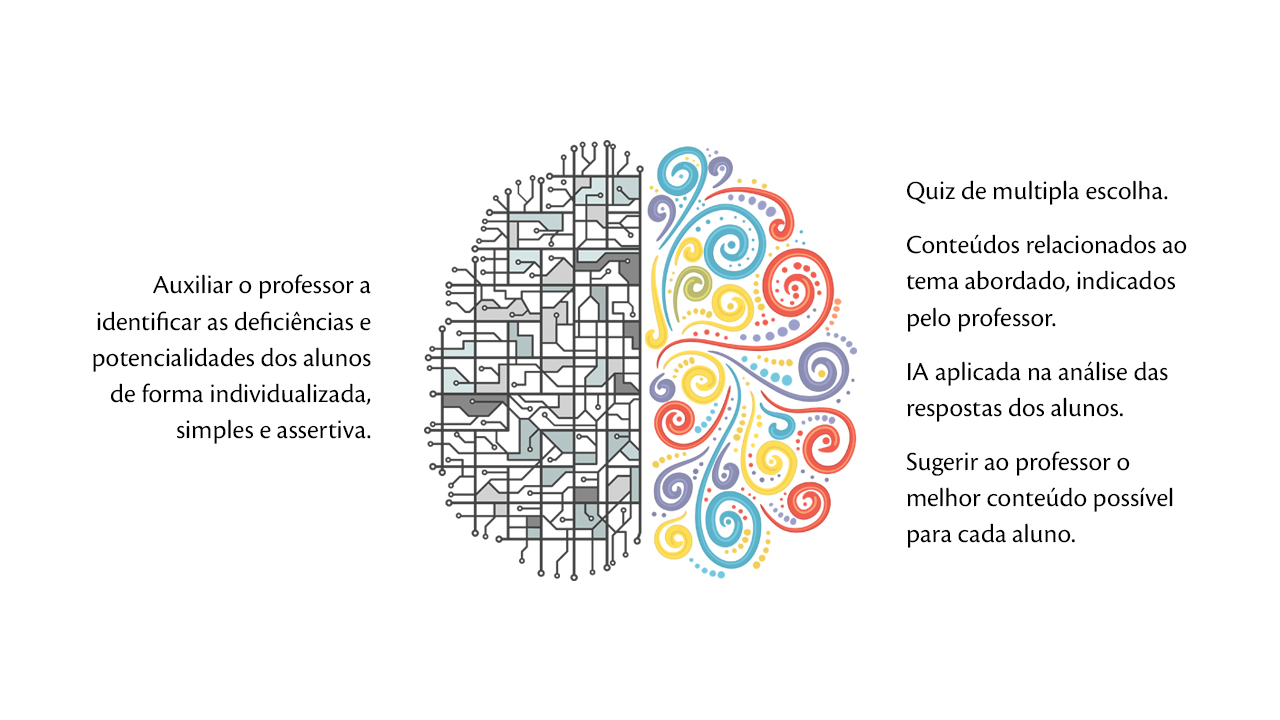 Auxiliar o professor a
identificar as deficiências e
potencialidades dos alunos
de forma individualizada,
simples e assertiva.
Quiz de multipla escolha.
Conteúdos relacionados ao
tema abordado, indicados
pelo professor.
IA aplicada na análise das
respostas dos alunos.
Sugerir ao professor o
melhor conteúdo possível
para cada aluno.